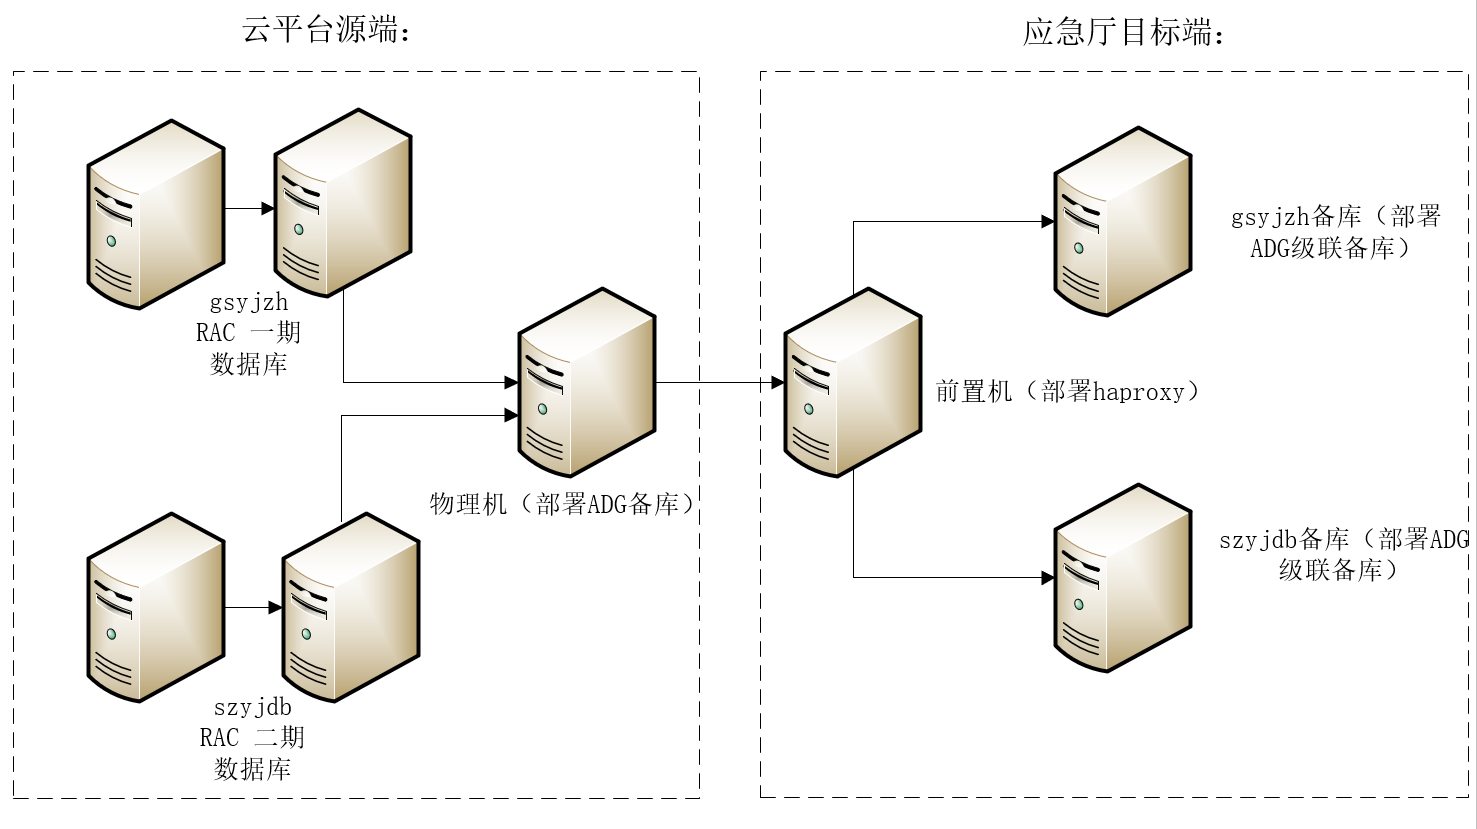 云平台源端：
应急厅目标端：
gsyjzh备库（部署
ADG级联备库）
gsyjzh
RAC 一期
数据库
前置机（部署haproxy）
物理机（部署ADG备库）
szyjdb备库（部署ADG
级联备库）
szyjdb
RAC 二期
数据库